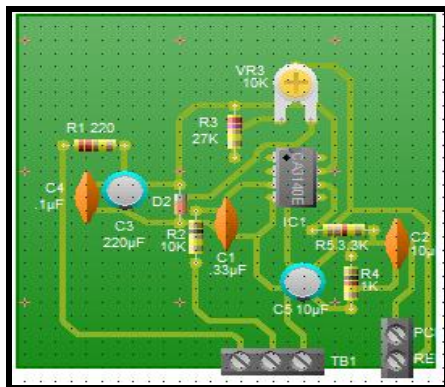 VR3
10K
R1 220
R3
27K
C4
.1µF
D2
CA3140E
C3
220µF
R2
10K
C1
.33µF
IC1
R5 3.3K
C2
10µ
R4
1K
C5 10µF
PC
RE
TB1